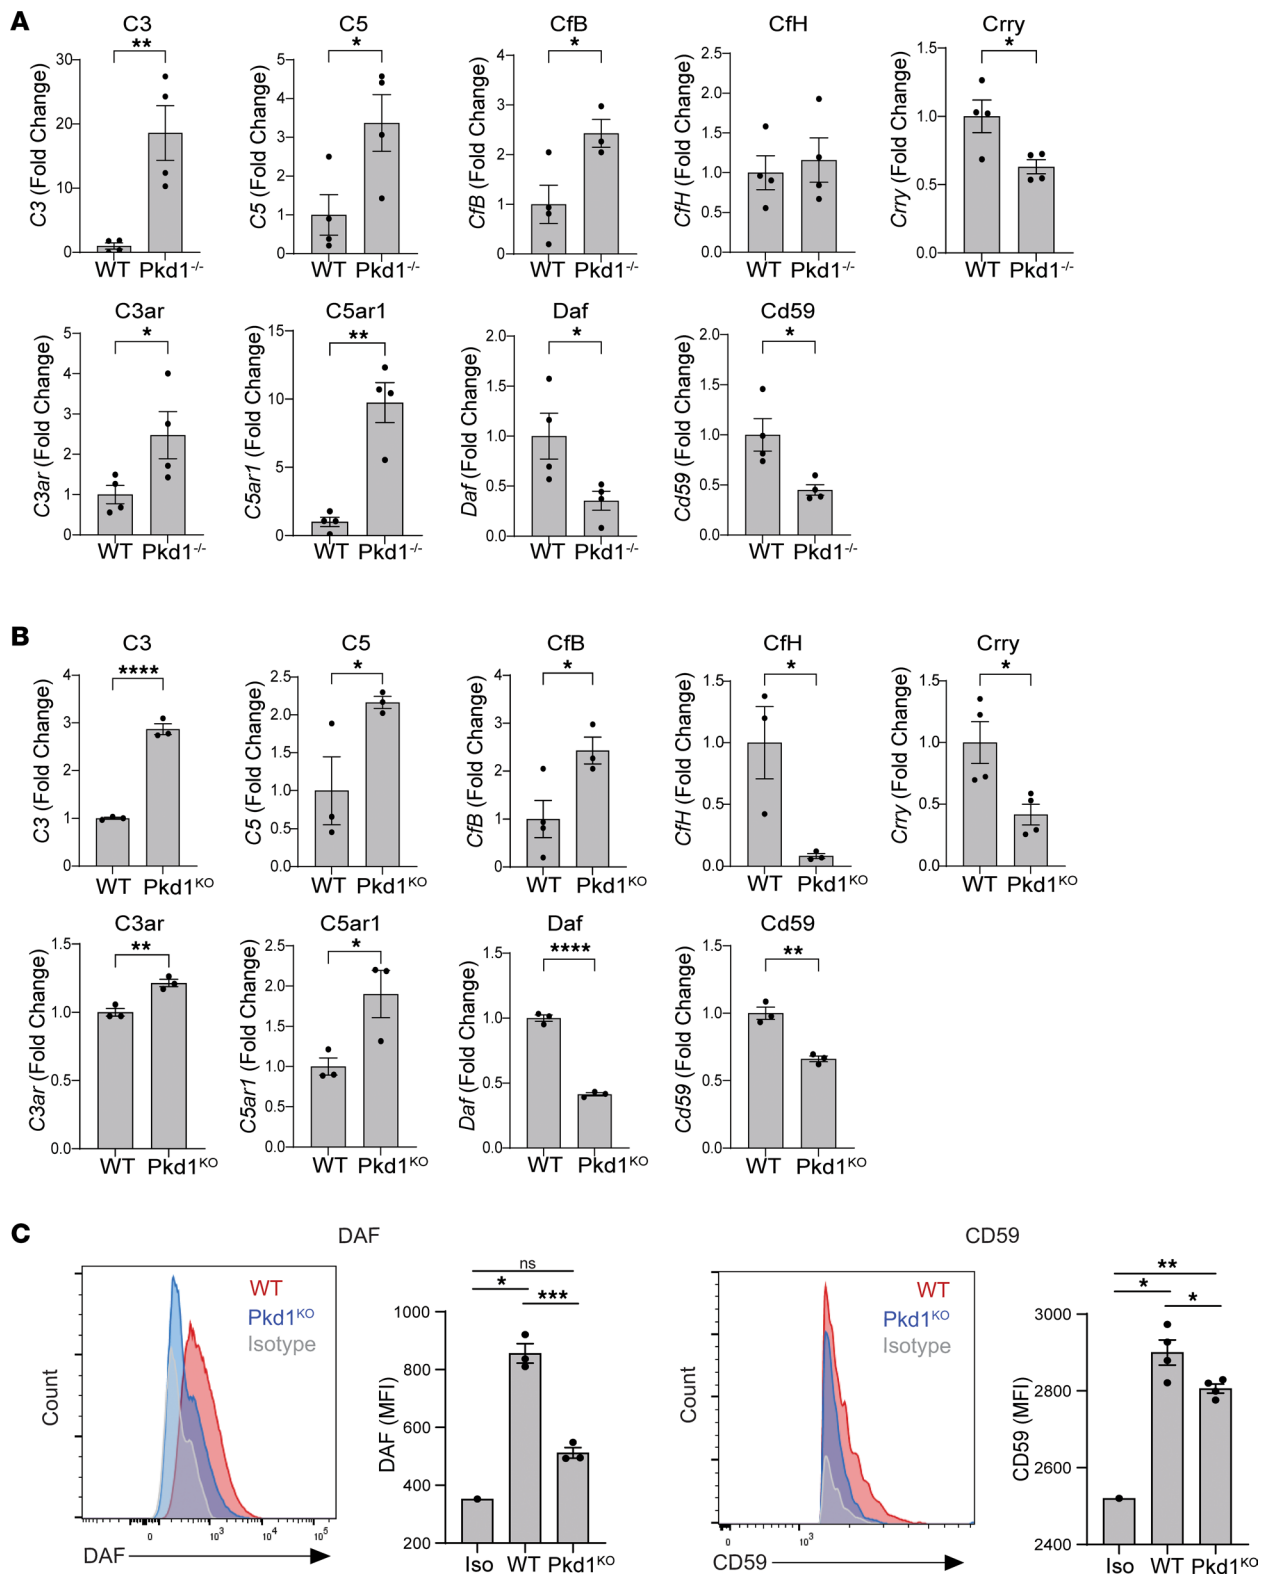 A
C3 C5 CfB CfH Crry
** * * *
C3 (Fold Change) 30 20 10 0
C5 (Fold Change) 5 4 3 2 1 0
CfB (Fold Change) 4 3 2 1 0
CfH (Fold Change) 2.5 2.0 1.5 1.0 0.5 0.0
Crry (Fold Change) 1.5 1.0 0.5 0.0
WT Pkd1-/- WT Pkd1-/- WT Pkd1-/- WT Pkd1-/- WT Pkd1-/-
C3ar C5ar1 Daf Cd59
* ** * *
C3ar (Fold Change) 5 4 3 2 1 0
C5ar1 (Fold Change) 15 10 5 0
Daf (Fold Change) 2.0 1.5 1.0 0.5 0.0
Cd59 (Fold Change) 2.0 1.5 1.0 0.5 0.0
WT Pkd1-/- WT Pkd1-/- WT Pkd1-/- WT Pkd1-/-
B
C3 C5 CfB CfH Crry
**** * * * *
C3 (Fold Change) 4 3 2 1 0
C5 (Fold Change) 2.5 2.0 1.5 1.0 0.5 0.0
CfB (Fold Change) 4 3 2 1 0
CfH (Fold Change) 1.5 1.0 0.5 0.0
Crry (Fold Change) 1.5 1.0 0.5 0.0
WT Pkd1KO WT Pkd1KO WT Pkd1KO WT Pkd1KO WT Pkd1KO
C3ar C5ar1 Daf Cd59
** * **** **
C3ar (Fold Change) 1.5 1.0 0.5 0.0
C5ar1 (Fold Change) 2.5 2.0 1.5 1.0 0.5 0.0
Daf (Fold Change) 1.5 1.0 0.5 0.0
Cd59 (Fold Change) 1.5 1.0 0.5 0.0
WT Pkd1KO WT Pkd1KO WT Pkd1KO WT Pkd1KO
C
DAF
WT
Pkd1KO
Isotype
Count
0 10³ 10⁴ 10⁵
DAF
ns
* ***
DAF (MFI) 1000 800 600 400 200
Iso WT Pkd1KO
CD59
WT
Pkd1KO
Isotype
Count
0 10³
CD59
**
* *
CD59 (MFI) 3000 2800 2600 2400
Iso WT Pkd1KO